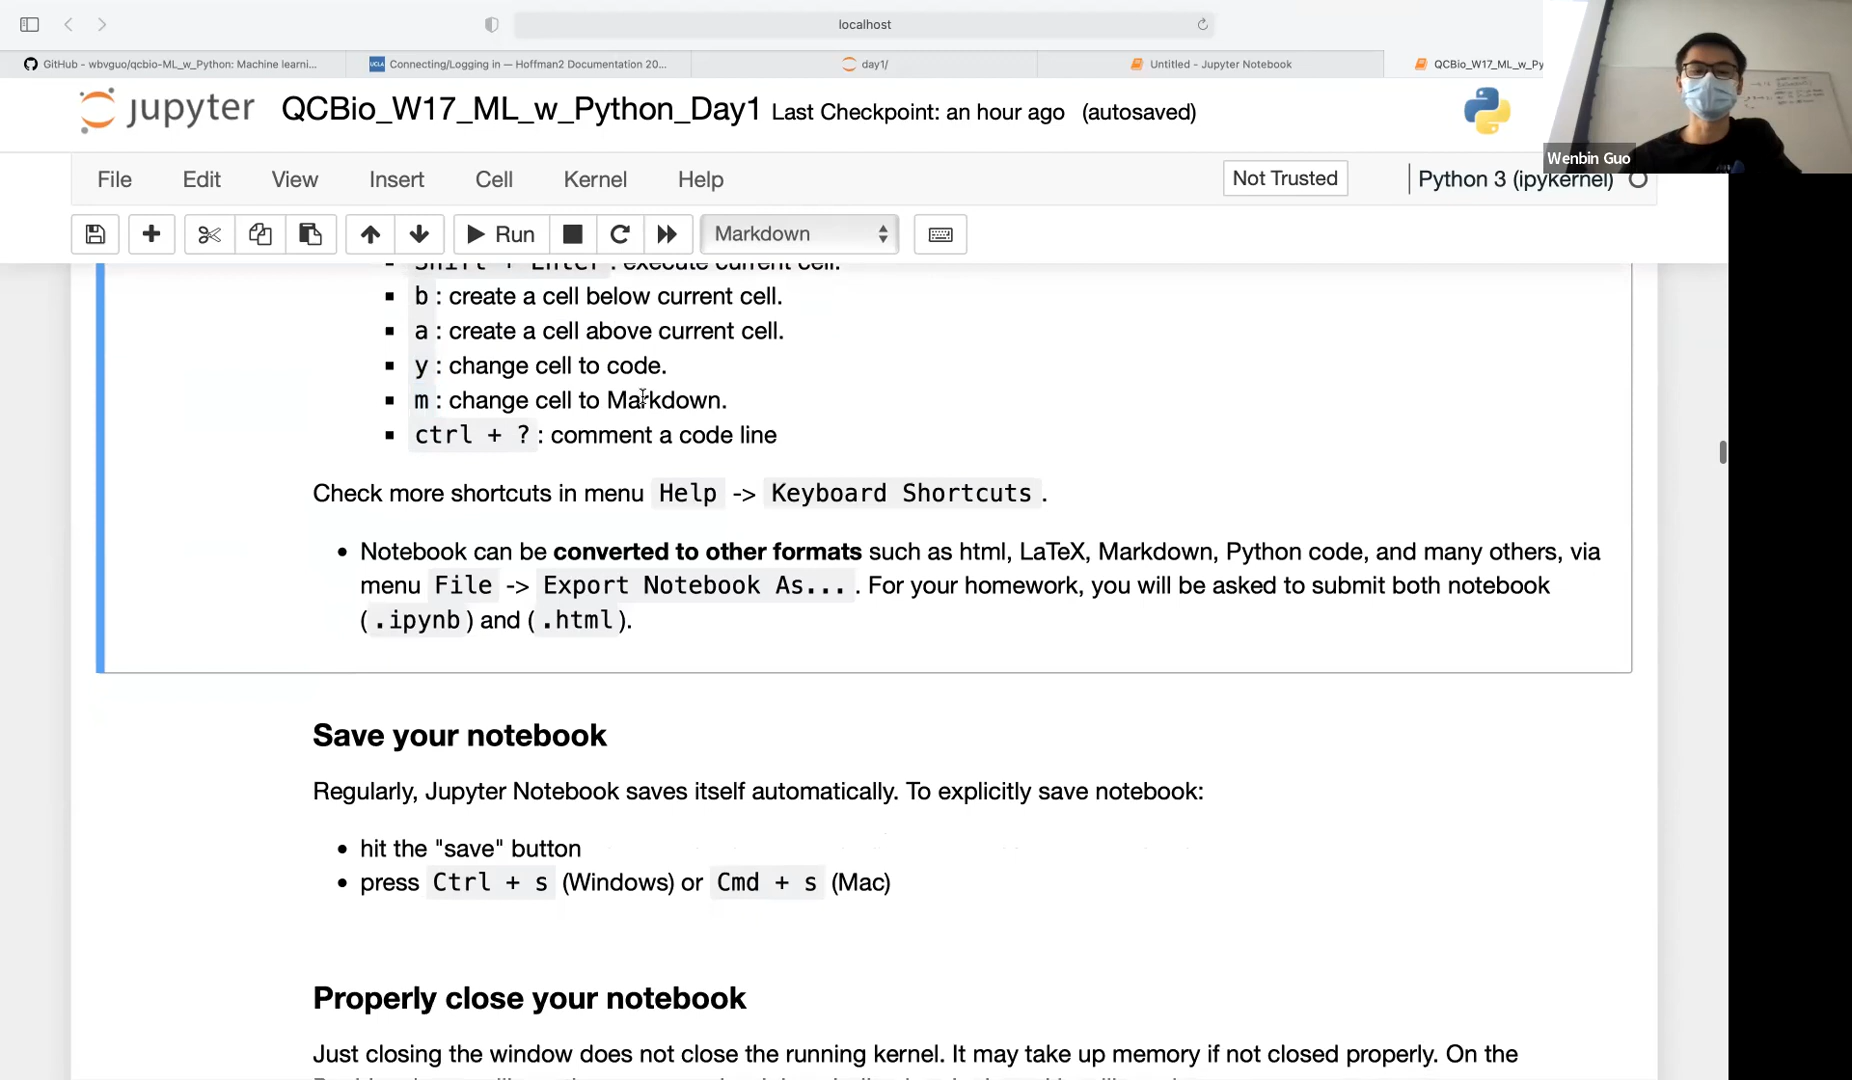 localhost
GitHub - wbvguo/qcbio-ML_w_Python: Machine learni...
Connecting/Logging in — Hoffman2 Documentation 20...
day1/
Untitled - Jupyter Notebook
QCBio_W17_ML_w_Py
jupyter QCBio_W17_ML_w_Python_Day1 Last Checkpoint: an hour ago (autosaved)
Wenbin Guo
File Edit View Insert Cell Kernel Help Not Trusted Python 3 (ipykernel)
Run Markdown
Shift + Enter : execute current cell.
b : create a cell below current cell.
a : create a cell above current cell.
y : change cell to code.
m : change cell to Markdown.
ctrl + ? : comment a code line
Check more shortcuts in menu Help -> Keyboard Shortcuts .
• Notebook can be converted to other formats such as html, LaTeX, Markdown, Python code, and many others, via
menu File -> Export Notebook As... . For your homework, you will be asked to submit both notebook
( .ipynb ) and ( .html ).
Save your notebook
Regularly, Jupyter Notebook saves itself automatically. To explicitly save notebook:
• hit the "save" button
• press Ctrl + s (Windows) or Cmd + s (Mac)
Properly close your notebook
Just closing the window does not close the running kernel. It may take up memory if not closed properly. On the